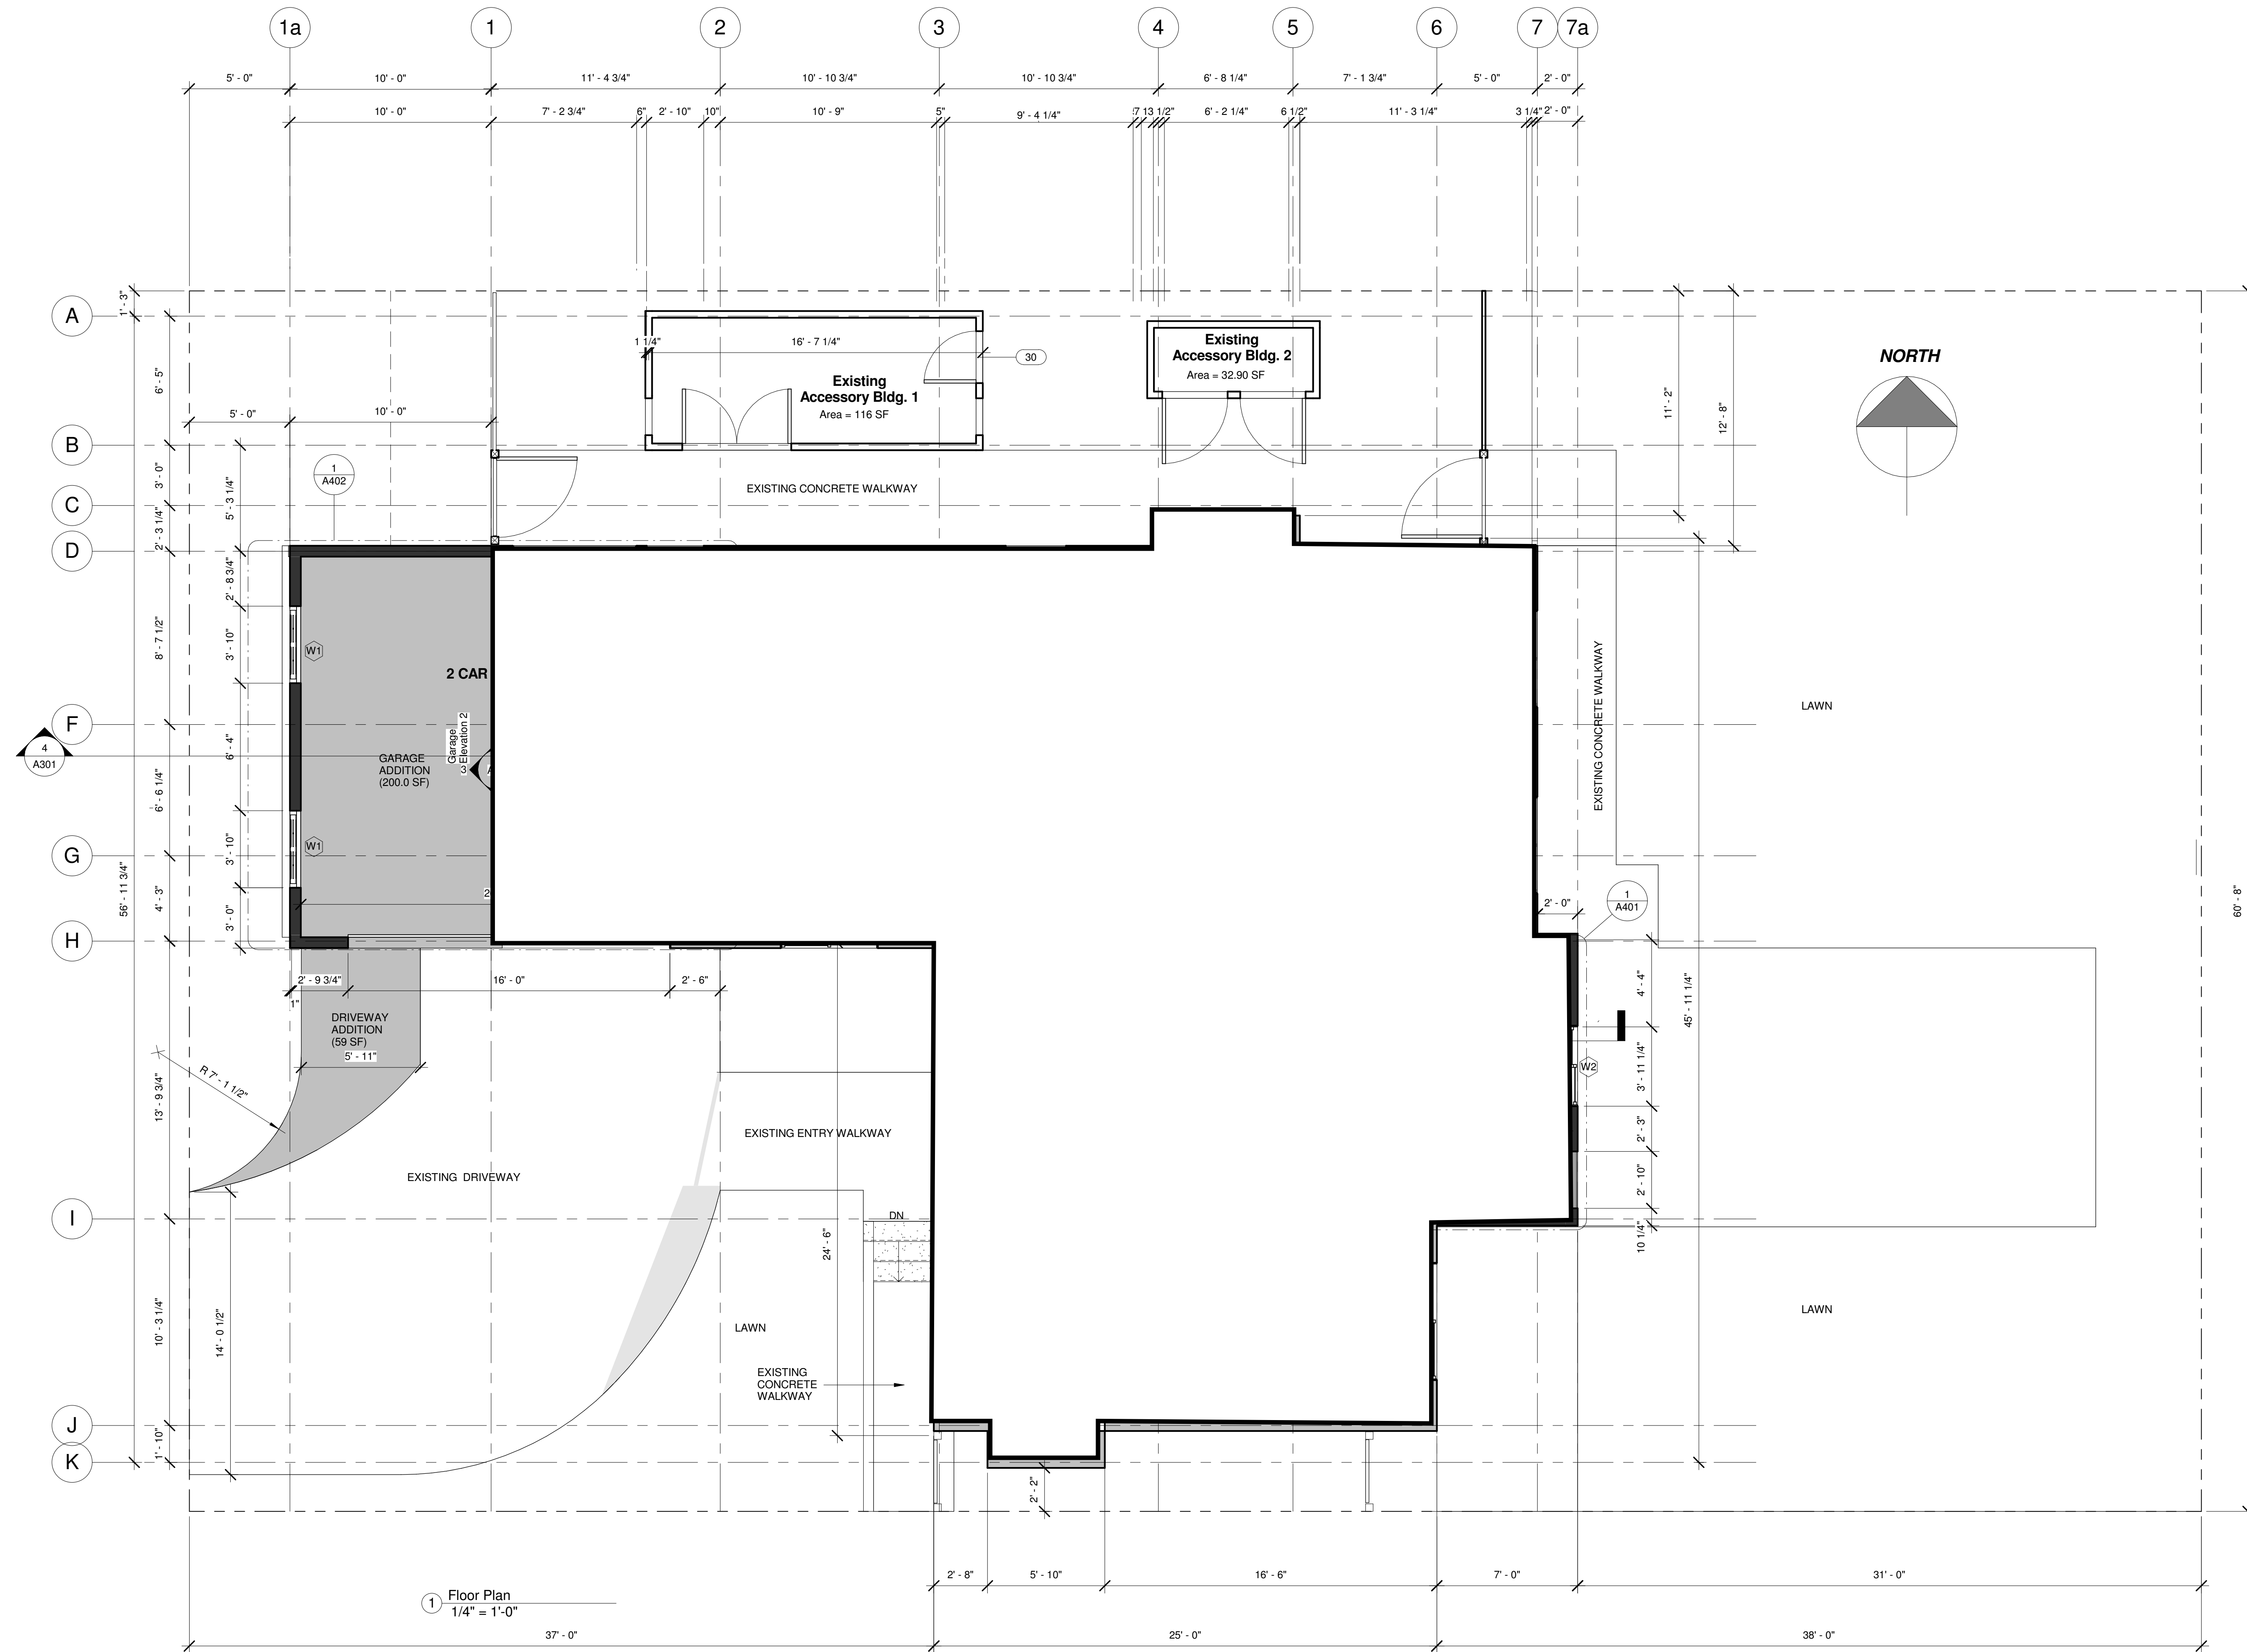 1a 1 2 3 4 5 6 7 7a
5' - 0" 10' - 0" 11' - 4 3/4" 10' - 10 3/4" 10' - 10 3/4" 6' - 8 1/4" 7' - 1 3/4" 5' - 0" 2' - 0"
10' - 0" 7' - 2 3/4" 6" 2' - 10" 10" 10' - 9" 5" 9' - 4 1/4" 6' - 2 1/4" 6 1/2" 11' - 3 1/4" 3 1/4" 2' - 0"
1' - 3"
A
1 1/4" 16' - 7 1/4"
30
Existing
Accessory Bldg. 1
Area = 116 SF
Existing
Accessory Bldg. 2
Area = 32.90 SF
11' - 2"
12' - 8"
NORTH
6' - 5"
5' - 0" 10' - 0"
B
3' - 0"
5' - 3 1/4"
1
A402
EXISTING CONCRETE WALKWAY
C
2' - 3 1/4"
D
2' - 8 3/4"
8' - 7 1/2"
3' - 10"
W1
2 CAR
EXISTING CONCRETE WALKWAY
LAWN
F
4
A301
6' - 4"
Garage
Elevation 2
3
GARAGE
ADDITION
(200.0 SF)
6' - 6 1/4"
3' - 10"
W1
G
56' - 11 3/4"
4' - 3"
3' - 0"
2
2' - 0"
1
A401
60' - 8"
H
2' - 9 3/4" 16' - 0" 2' - 6"
1"
4' - 4"
45' - 11 1/4"
DRIVEWAY
ADDITION
(59 SF)
5' - 11"
R 7' - 1 1/2"
13' - 9 3/4"
W2
3' - 11 1/4"
EXISTING ENTRY WALKWAY
2' - 3"
EXISTING DRIVEWAY
2' - 10"
I
DN
24' - 6"
10 1/4"
10' - 3 1/4"
14' - 0 1/2"
LAWN
LAWN
EXISTING
CONCRETE
WALKWAY
J
1' - 10"
K
2' - 2"
2' - 8" 5' - 10" 16' - 6" 7' - 0" 31' - 0"
1 Floor Plan
1/4" = 1'-0"
37' - 0" 25' - 0" 38' - 0"